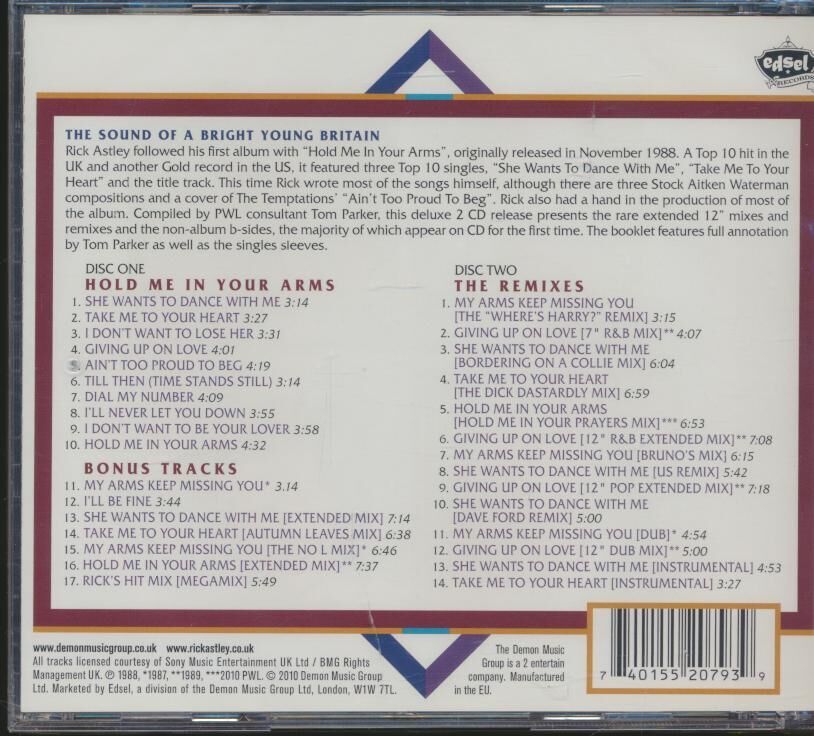 edsel
RECORDS
THE SOUND OF A BRIGHT YOUNG BRITAIN
Rick Astley followed his first album with "Hold Me In Your Arms", originally released in November 1988. A Top 10 hit in the
UK and another Gold record in the US, it featured three Top 10 singles, "She Wants To Dance With Me", "Take Me To Your
Heart" and the title track. This time Rick wrote most of the songs himself, although there are three Stock Aitken Waterman
compositions and a cover of The Temptations' "Ain't Too Proud To Beg". Rick also had a hand in the production of most of
the album. Compiled by PWL consultant Tom Parker, this deluxe 2 CD release presents the rare extended 12" mixes and
remixes and the non-album b-sides, the majority of which appear on CD for the first time. The booklet features full annotation
by Tom Parker as well as the singles sleeves.
DISC ONE
HOLD ME IN YOUR ARMS
1. SHE WANTS TO DANCE WITH ME 3:14
2. TAKE ME TO YOUR HEART 3:27
3. I DON'T WANT TO LOSE HER 3:31
4. GIVING UP ON LOVE 4:01
5. AIN'T TOO PROUD TO BEG 4:19
6. TILL THEN (TIME STANDS STILL) 3:14
7. DIAL MY NUMBER 4:09
8. I'LL NEVER LET YOU DOWN 3:55
9. I DON'T WANT TO BE YOUR LOVER 3:58
10. HOLD ME IN YOUR ARMS 4:32
BONUS TRACKS
11. MY ARMS KEEP MISSING YOU* 3.14
12. I'LL BE FINE 3:44
13. SHE WANTS TO DANCE WITH ME [EXTENDED MIX] 7:14
14. TAKE ME TO YOUR HEART [AUTUMN LEAVES MIX] 6:38
15. MY ARMS KEEP MISSING YOU [THE NO L MIX]* 6:46
16. HOLD ME IN YOUR ARMS [EXTENDED MIX]** 7:37
17. RICK'S HIT MIX [MEGAMIX] 5:49
DISC TWO
THE REMIXES
1. MY ARMS KEEP MISSING YOU
[THE "WHERE'S HARRY?" REMIX] 3:15
2. GIVING UP ON LOVE [7" R&B MIX]** 4:07
3. SHE WANTS TO DANCE WITH ME
[BORDERING ON A COLLIE MIX] 6:04
4. TAKE ME TO YOUR HEART
[THE DICK DASTARDLY MIX] 6:59
5. HOLD ME IN YOUR ARMS
[HOLD ME IN YOUR PRAYERS MIX]*** 6:53
6. GIVING UP ON LOVE [12" R&B EXTENDED MIX]** 7:08
7. MY ARMS KEEP MISSING YOU [BRUNO'S MIX] 6:15
8. SHE WANTS TO DANCE WITH ME [US REMIX] 5:42
9. GIVING UP ON LOVE [12" POP EXTENDED MIX]** 7:18
10. SHE WANTS TO DANCE WITH ME
[DAVE FORD REMIX] 5:00
11. MY ARMS KEEP MISSING YOU [DUB]* 4:54
12. GIVING UP ON LOVE [12" DUB MIX]** 5:00
13. SHE WANTS TO DANCE WITH ME [INSTRUMENTAL] 4:53
14. TAKE ME TO YOUR HEART [INSTRUMENTAL] 3:27
www.demonmusicgroup.co.uk www.rickastley.co.uk
All tracks licensed courtesy of Sony Music Entertainment UK Ltd / BMG Rights
Management UK. ℗ 1988, *1987, **1989, ***2010 PWL. © 2010 Demon Music Group
Ltd. Marketed by Edsel, a division of the Demon Music Group Ltd, London, W1W 7TL.
The Demon Music
Group is a 2 entertain
company. Manufactured
in the EU.
7 40155 20793 9